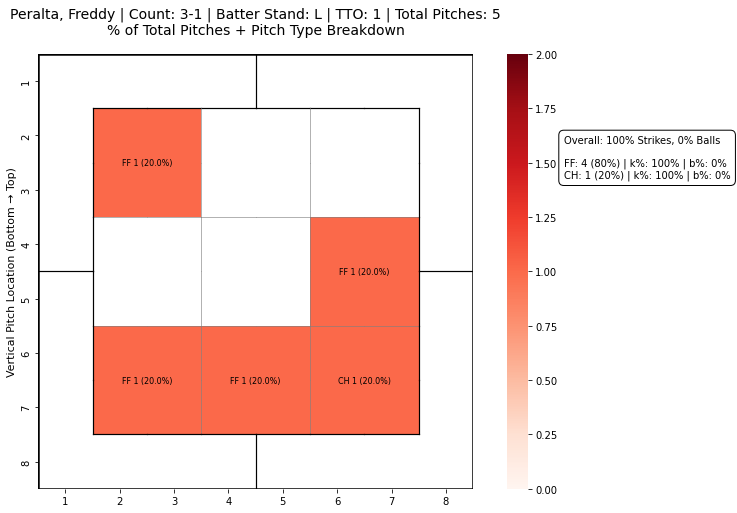 Peralta, Freddy | Count: 3-1 | Batter Stand: L | TTO: 1 | Total Pitches: 5
% of Total Pitches + Pitch Type Breakdown
Vertical Pitch Location (Bottom → Top)
1
2
3
4
5
6
7
8
FF 1 (20.0%)
FF 1 (20.0%)
FF 1 (20.0%)
FF 1 (20.0%)
CH 1 (20.0%)
1
2
3
4
5
6
7
8
2.00
1.75
1.50
1.25
1.00
0.75
0.50
0.25
0.00
Overall: 100% Strikes, 0% Balls
FF: 4 (80%) | k%: 100% | b%: 0%
CH: 1 (20%) | k%: 100% | b%: 0%